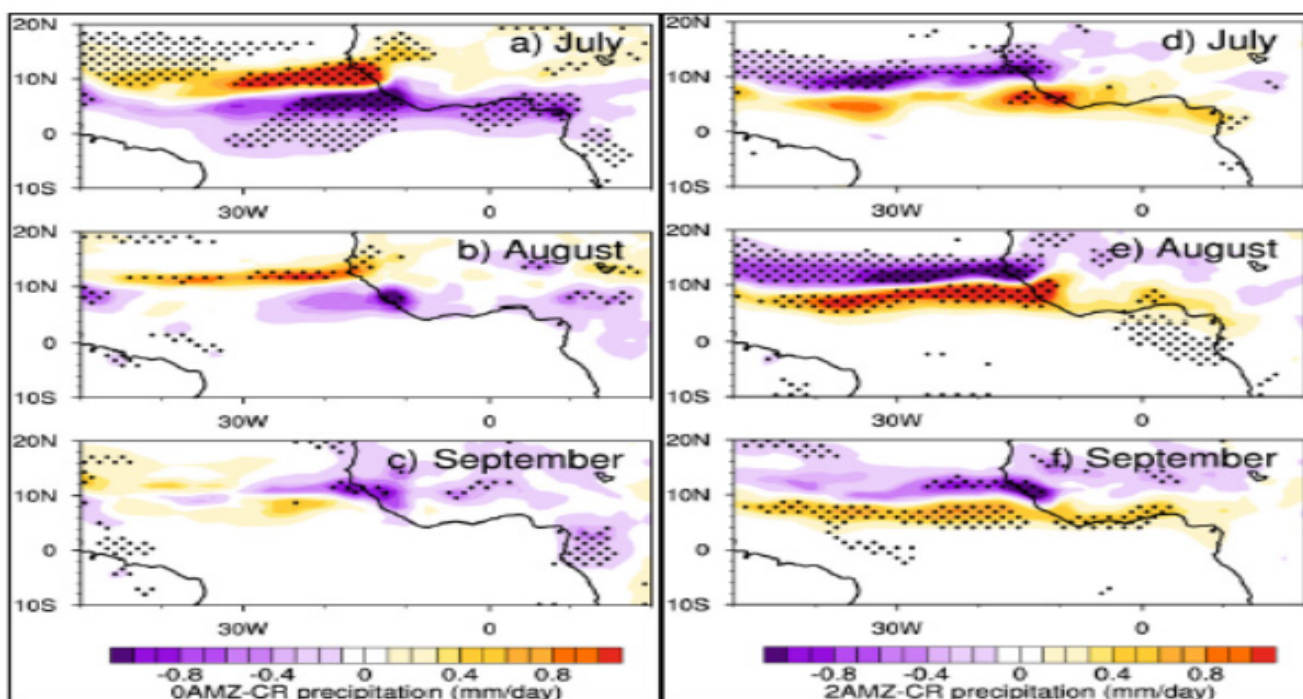 20N
10N
0
10S
a) July
30W
0
20N
10N
0
10S
b) August
30W
0
20N
10N
0
10S
c) September
30W
0
-0.8 -0.4 0 0.4 0.8
0AMZ-CR precipitation (mm/day)
20N
10N
0
10S
d) July
30W
0
20N
10N
0
10S
e) August
30W
0
20N
10N
0
10S
f) September
30W
0
-0.8 -0.4 0 0.4 0.8
2AMZ-CR precipitation (mm/day)